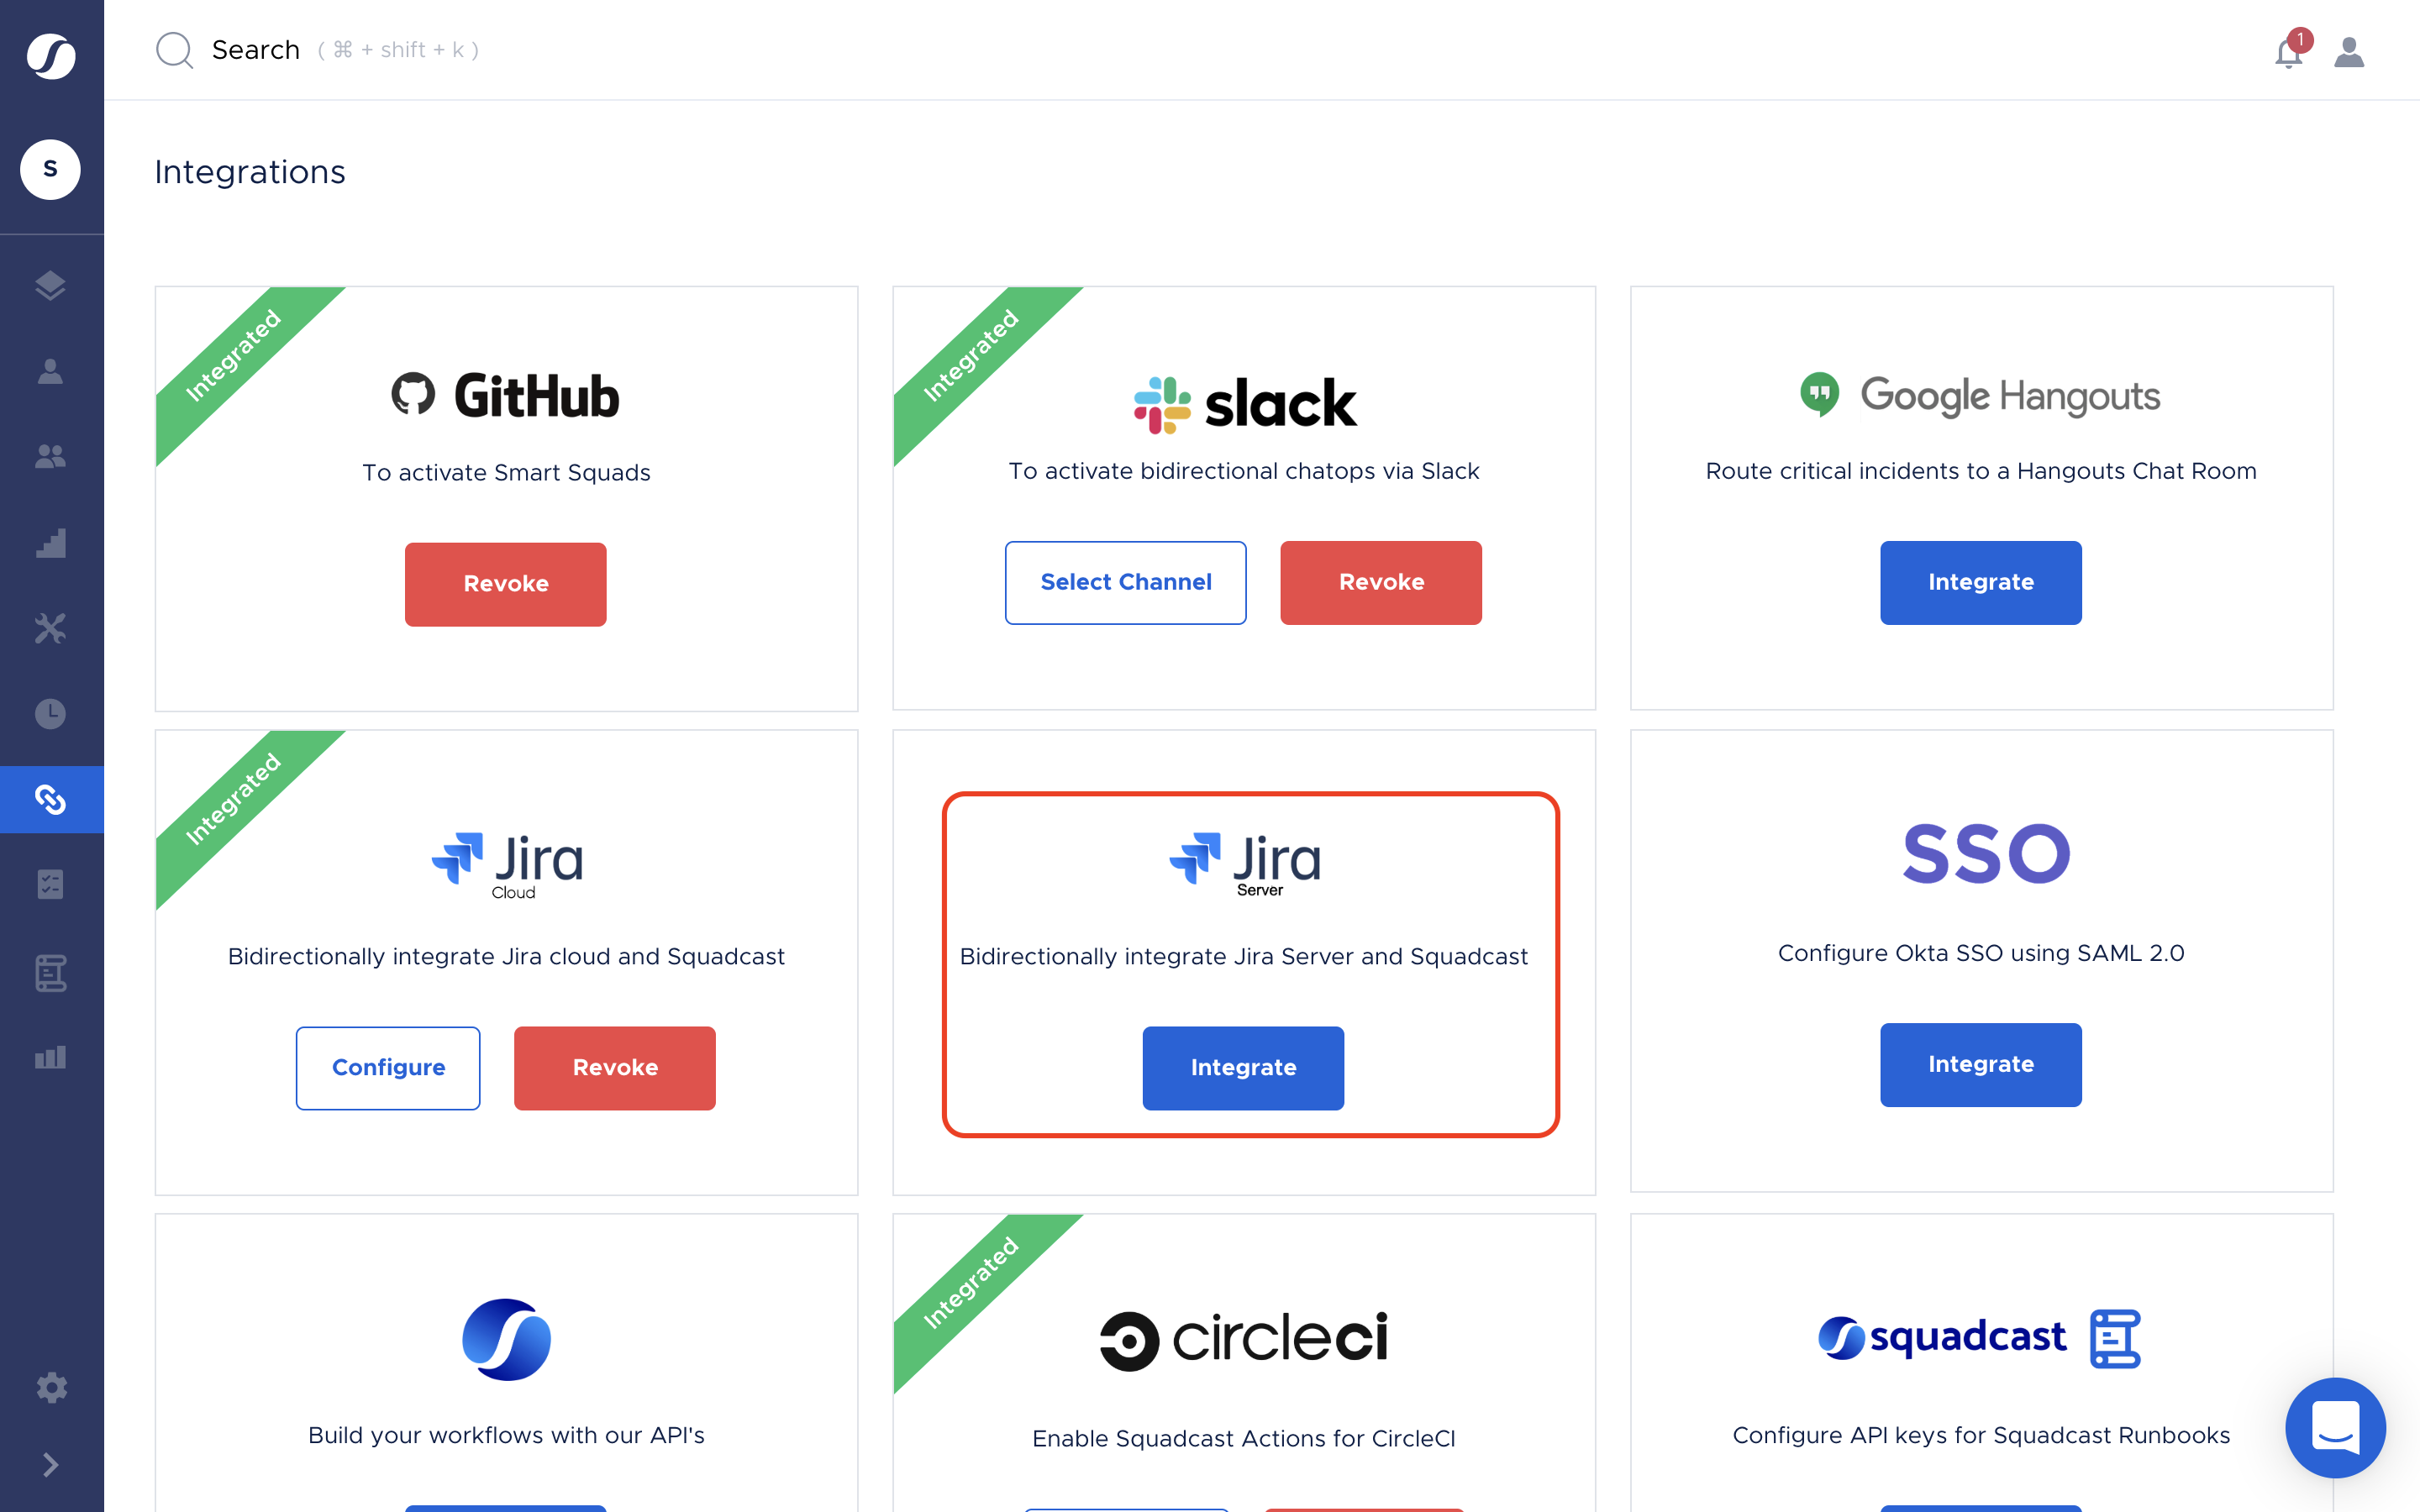 Search ( ⌘ + shift + k )
1
S
Integrations
Integrated
GitHub
To activate Smart Squads
Revoke
Integrated
slack
To activate bidirectional chatops via Slack
Select Channel
Revoke
Google Hangouts
Route critical incidents to a Hangouts Chat Room
Integrate
Integrated
Jira
Cloud
Bidirectionally integrate Jira cloud and Squadcast
Configure
Revoke
Jira
Server
Bidirectionally integrate Jira Server and Squadcast
Integrate
SSO
Configure Okta SSO using SAML 2.0
Integrate
Build your workflows with our API's
Integrated
circleci
Enable Squadcast Actions for CircleCI
squadcast
Configure API keys for Squadcast Runbooks